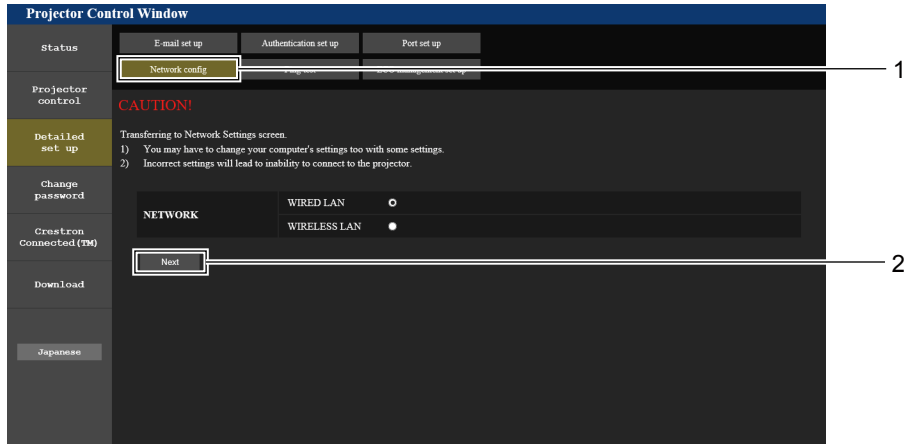 Projector Control Window
Status
Projector
control
Detailed
set up
Change
password
Crestron
Connected(TM)
Download
Japanese
E-mail set up
Authentication set up
Port set up
Network config
1
CAUTION!
Transferring to Network Settings screen.
1) You may have to change your computer's settings too with some settings.
2) Incorrect settings will lead to inability to connect to the projector.
NETWORK
WIRED LAN
WIRELESS LAN
Next
2